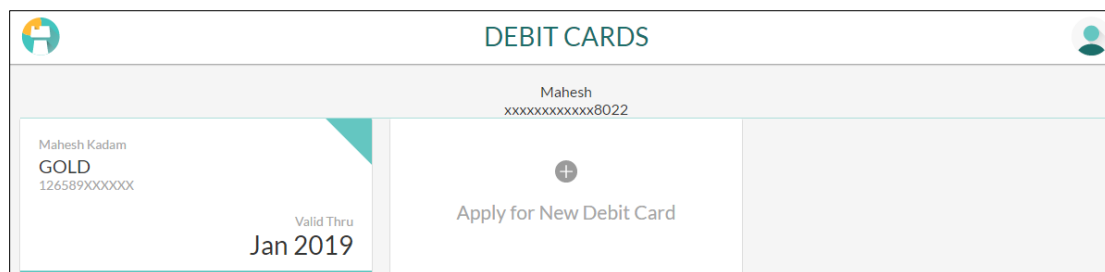 DEBIT CARDS
Mahesh
xxxxxxxxxxxx8022
Mahesh Kadam
GOLD
126589XXXXXX
Valid Thru
Jan 2019
Apply for New Debit Card